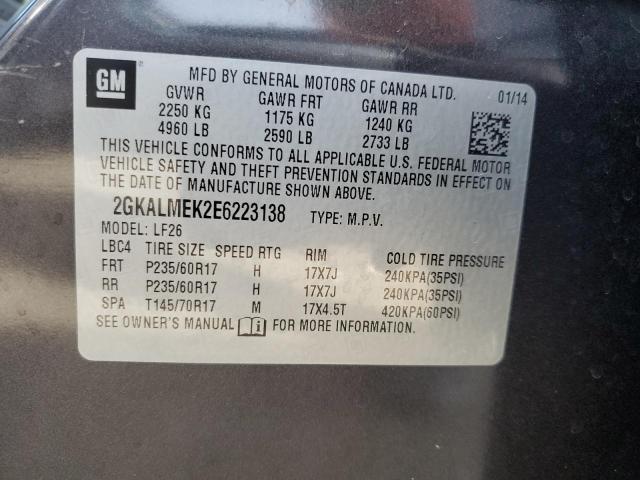 GM
MFD BY GENERAL MOTORS OF CANADA LTD. 01/14
GVWR GAWR FRT GAWR RR
2250 KG 1175 KG 1240 KG
4960 LB 2590 LB 2733 LB
THIS VEHICLE CONFORMS TO ALL APPLICABLE U.S. FEDERAL MOTOR
VEHICLE SAFETY AND THEFT PREVENTION STANDARDS IN EFFECT ON
THE DATE OF MANUFACTURE SHOWN ABOVE.
2GKALMEK2E6223138 TYPE: M.P.V.
MODEL: LF26
LBC4 TIRE SIZE SPEED RTG RIM COLD TIRE PRESSURE
FRT P235/60R17 H 17X7J 240KPA(35PSI)
RR P235/60R17 H 17X7J 240KPA(35PSI)
SPA T145/70R17 M 17X4.5T 420KPA(60PSI)
SEE OWNER'S MANUAL FOR MORE INFORMATION.